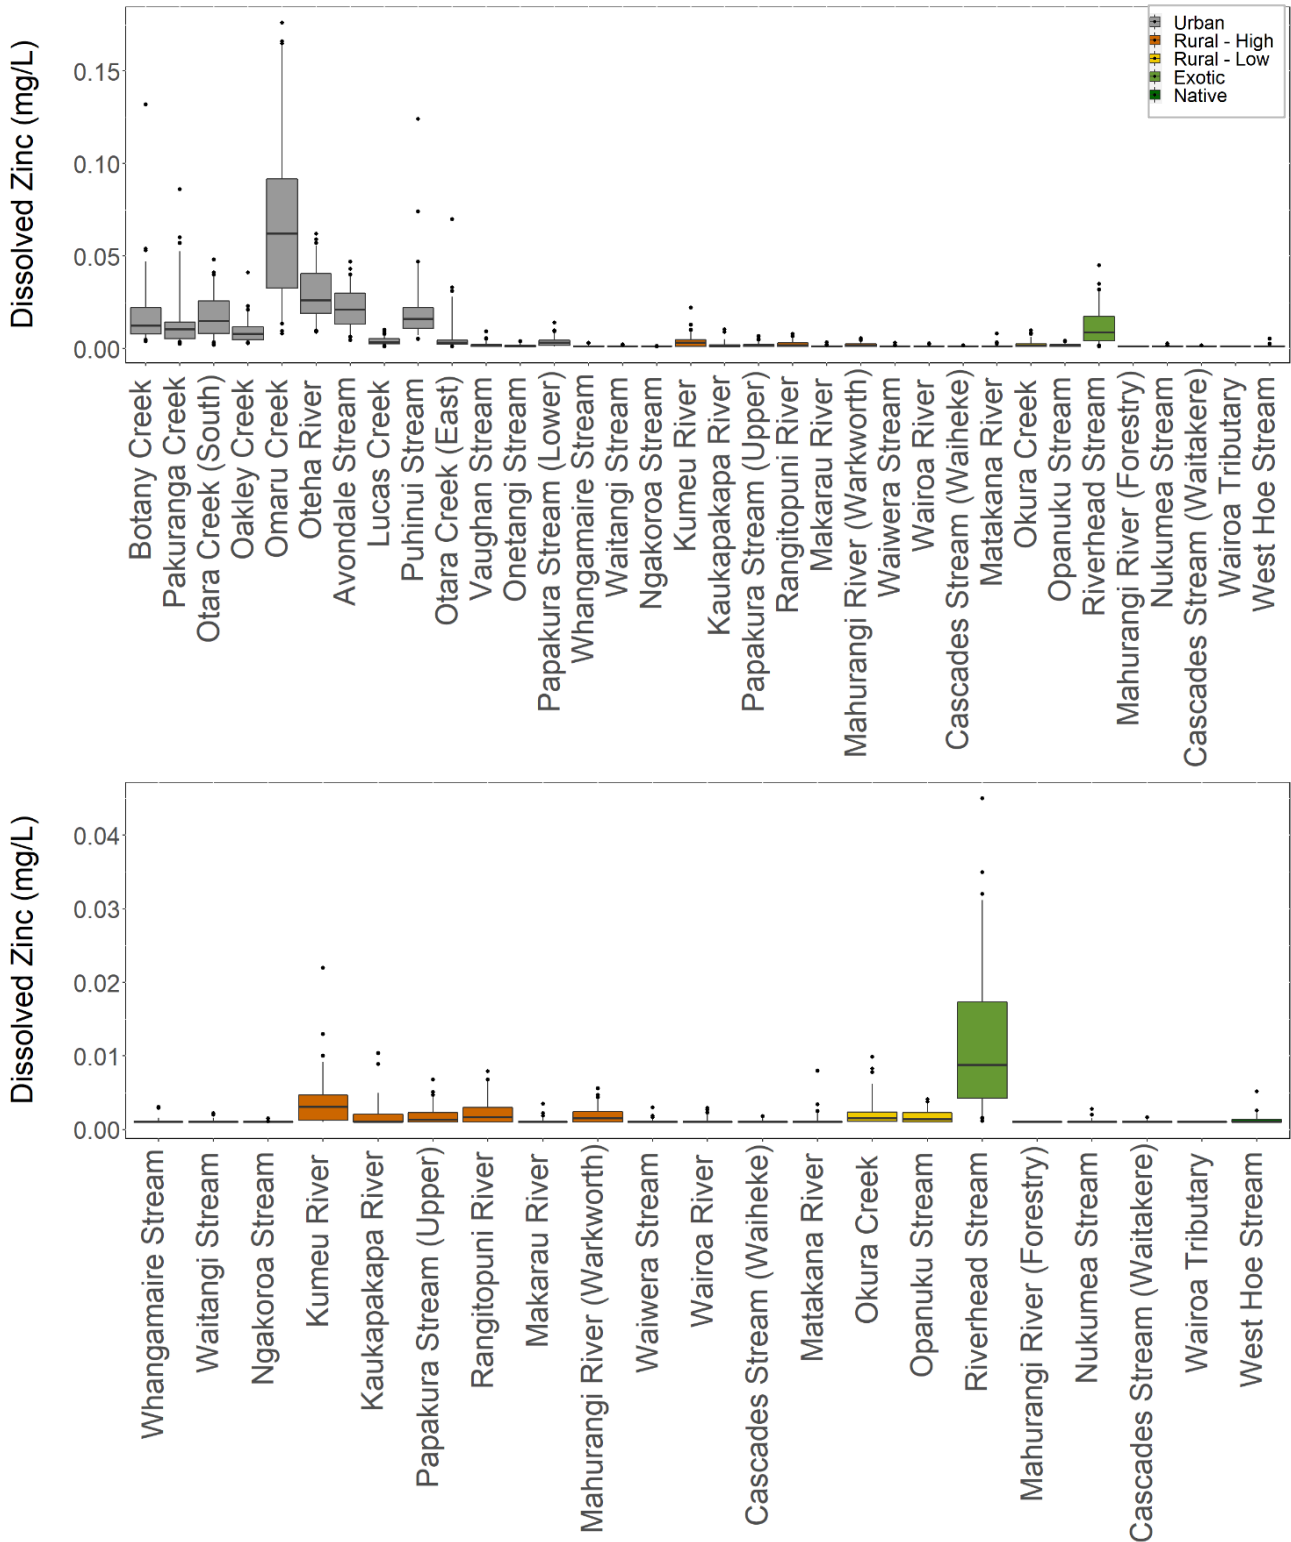 Dissolved Zinc (mg/L)
0.15
0.10
0.05
0.00
Urban
Rural - High
Rural - Low
Exotic
Native
Botany Creek
Pakuranga Creek
Otara Creek (South)
Oakley Creek
Omaru Creek
Oteha River
Avondale Stream
Lucas Creek
Puhinui Stream
Otara Creek (East)
Vaughan Stream
Onetangi Stream
Papakura Stream (Lower)
Whangamaire Stream
Waitangi Stream
Ngakoroa Stream
Kumeu River
Kaukapakapa River
Papakura Stream (Upper)
Rangitopuni River
Makarau River
Mahurangi River (Warkworth)
Waiwera Stream
Wairoa River
Cascades Stream (Waiheke)
Matakana River
Okura Creek
Opanuku Stream
Riverhead Stream
Mahurangi River (Forestry)
Nukumea Stream
Cascades Stream (Waitakere)
Wairoa Tributary
West Hoe Stream
Dissolved Zinc (mg/L)
0.04
0.03
0.02
0.01
0.00
Whangamaire Stream
Waitangi Stream
Ngakoroa Stream
Kumeu River
Kaukapakapa River
Papakura Stream (Upper)
Rangitopuni River
Makarau River
Mahurangi River (Warkworth)
Waiwera Stream
Wairoa River
Cascades Stream (Waiheke)
Matakana River
Okura Creek
Opanuku Stream
Riverhead Stream
Mahurangi River (Forestry)
Nukumea Stream
Cascades Stream (Waitakere)
Wairoa Tributary
West Hoe Stream